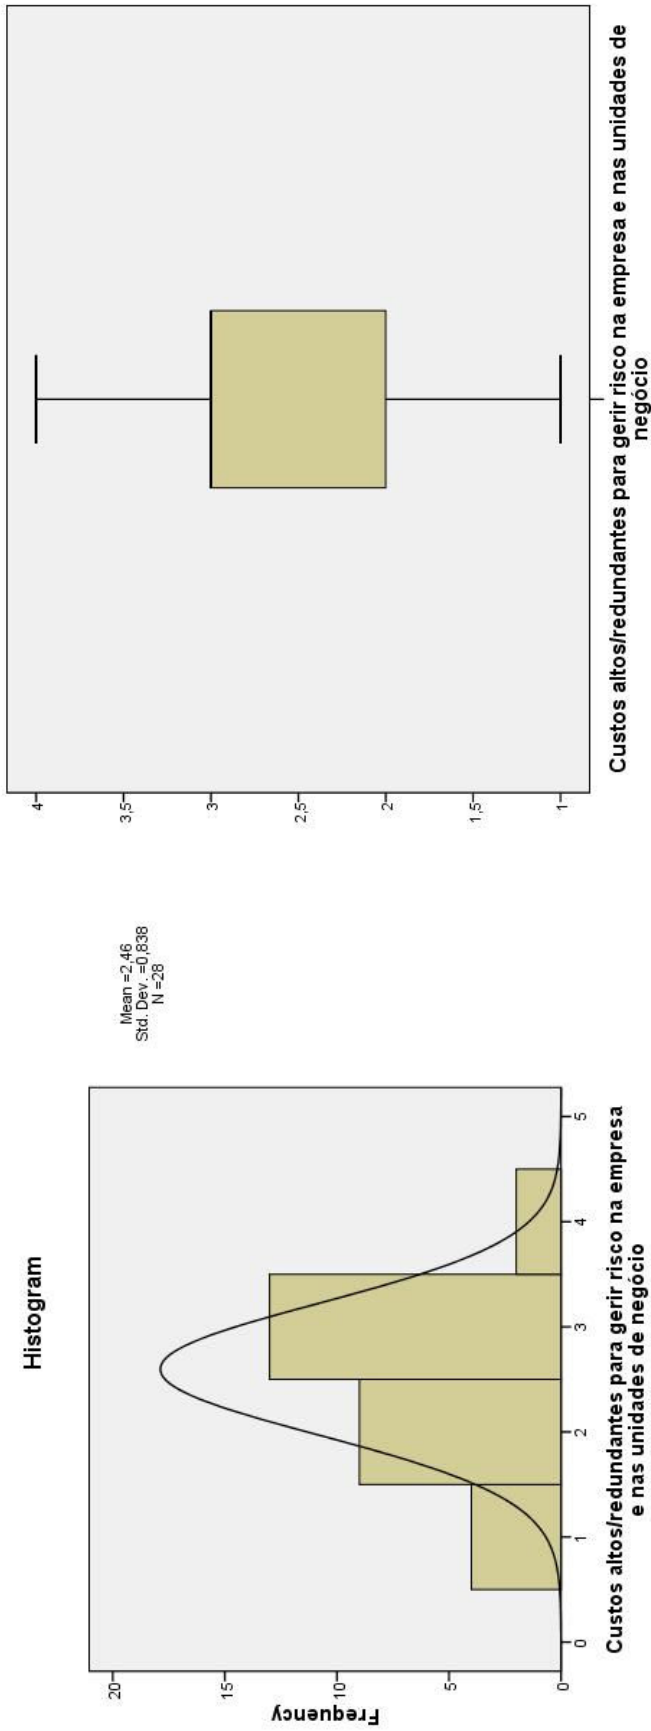 Histogram
Mean =2,46
Std. Dev. =0,838
N =28
Frequency
20
15
10
5
0
0
1
2
3
4
5
Custos altos/redundantes para gerir risco na empresa
e nas unidades de negócio
4
3,5
3
2,5
2
1,5
1
Custos altos/redundantes para gerir risco na empresa e nas unidades de
negócio